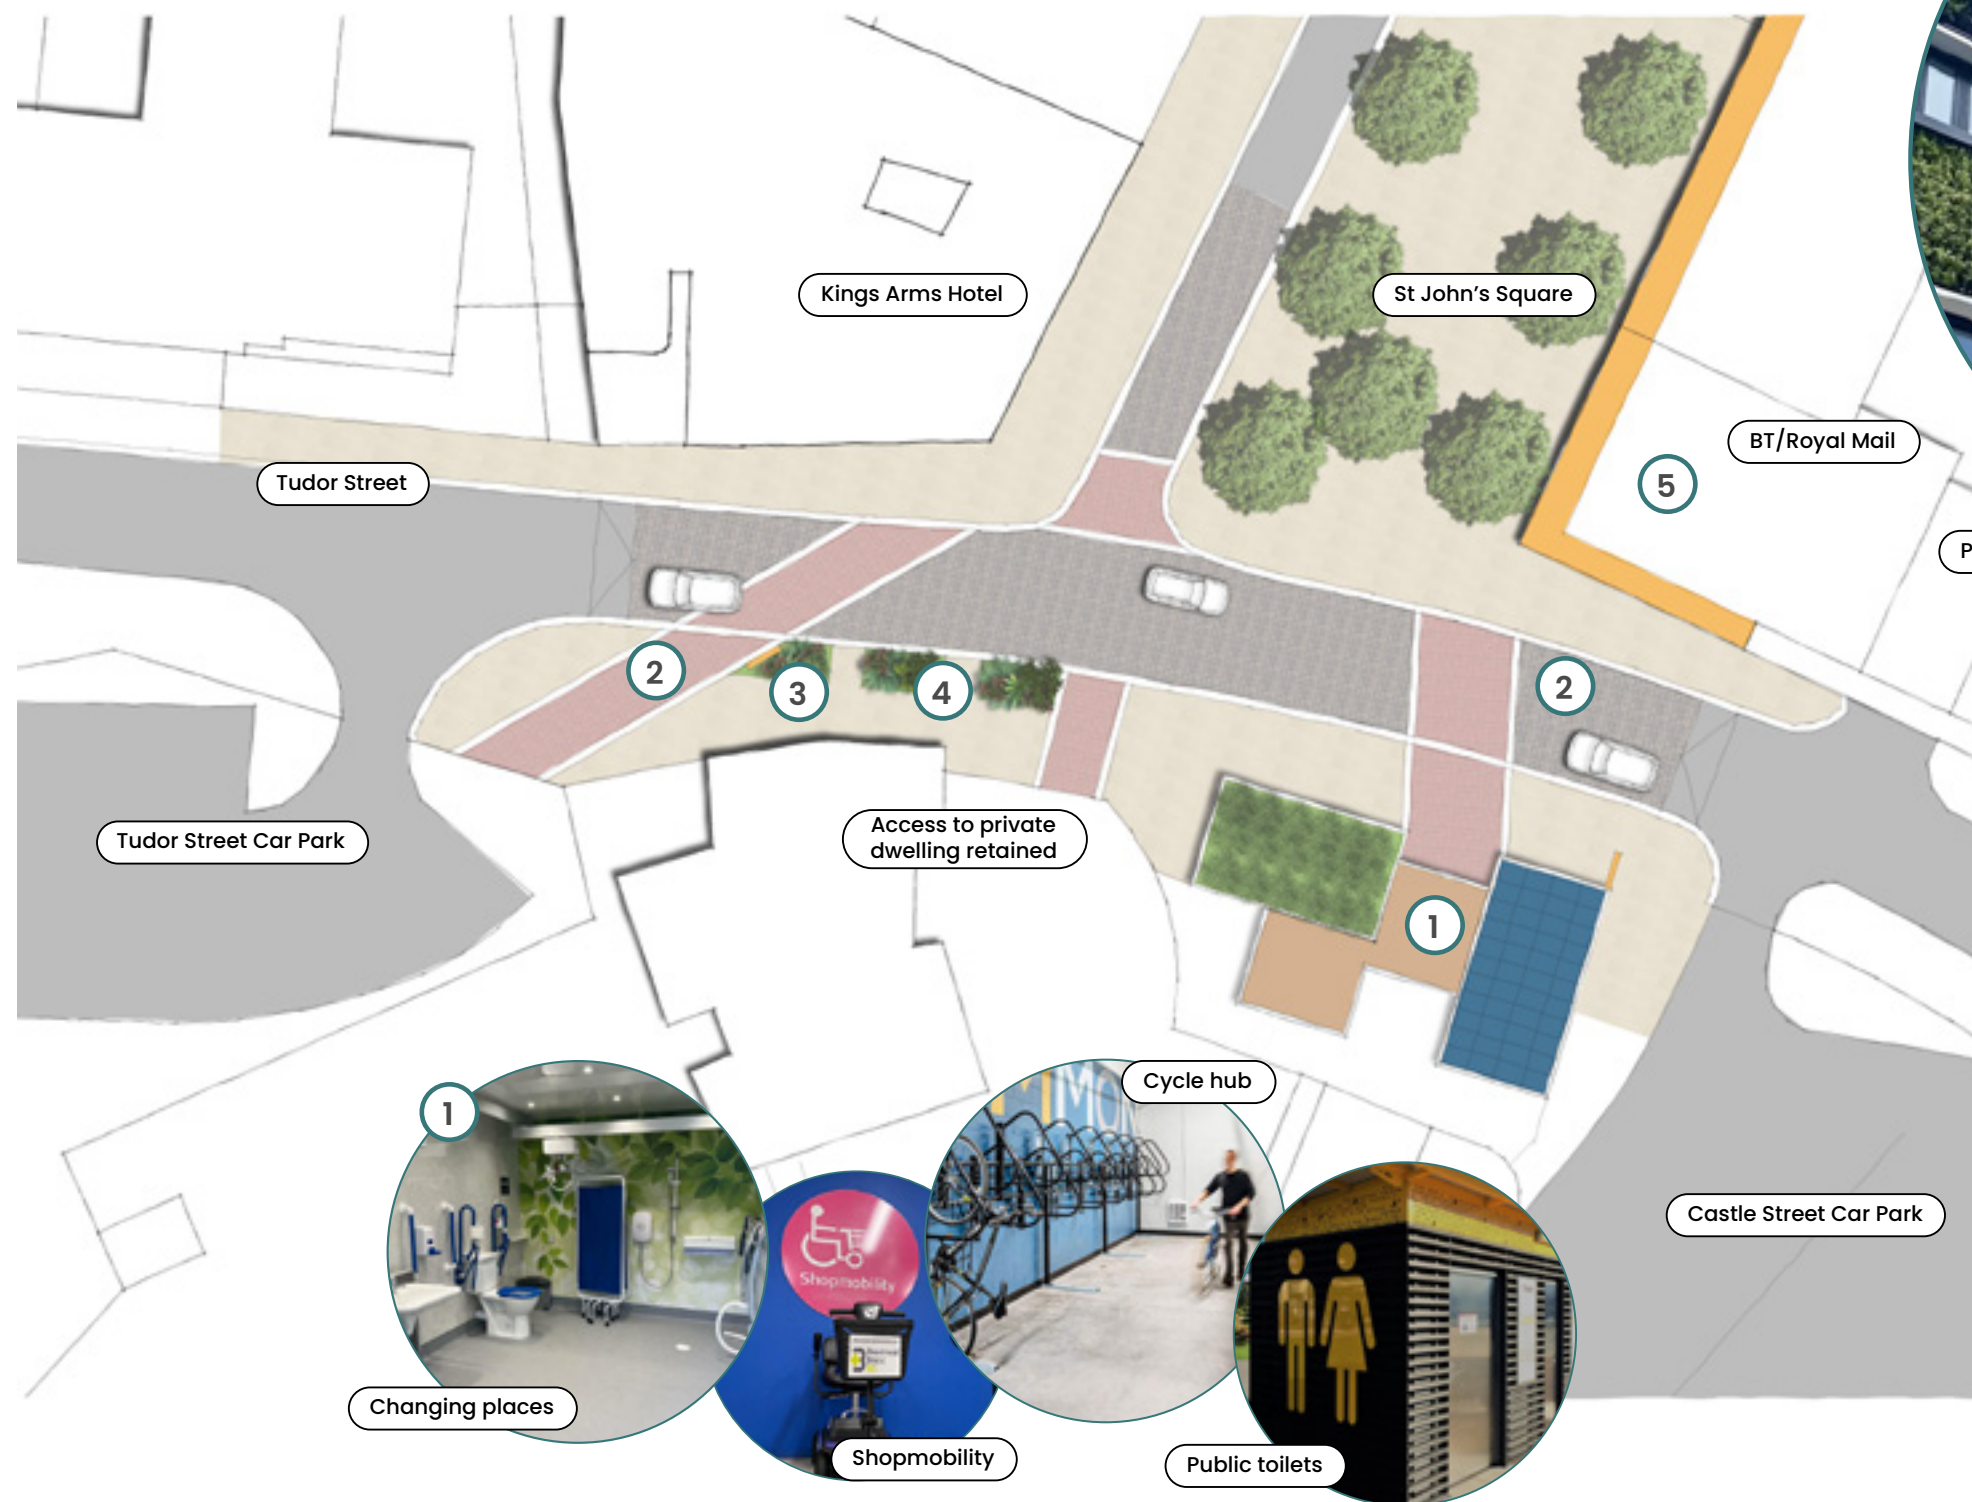 Kings Arms Hotel
St John's Square
BT/Royal Mail
5
P
Tudor Street
2
3
4
2
Tudor Street Car Park
Access to private
dwelling retained
1
1
Cycle hub
MMO
Shopmobility
Castle Street Car Park
Changing places
Shopmobility
Public toilets